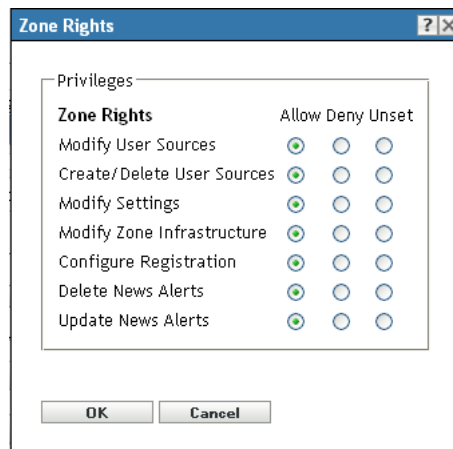 Zone Rights ? X
Privileges
Zone Rights Allow Deny Unset
Modify User Sources
Create/Delete User Sources
Modify Settings
Modify Zone Infrastructure
Configure Registration
Delete News Alerts
Update News Alerts
OK Cancel